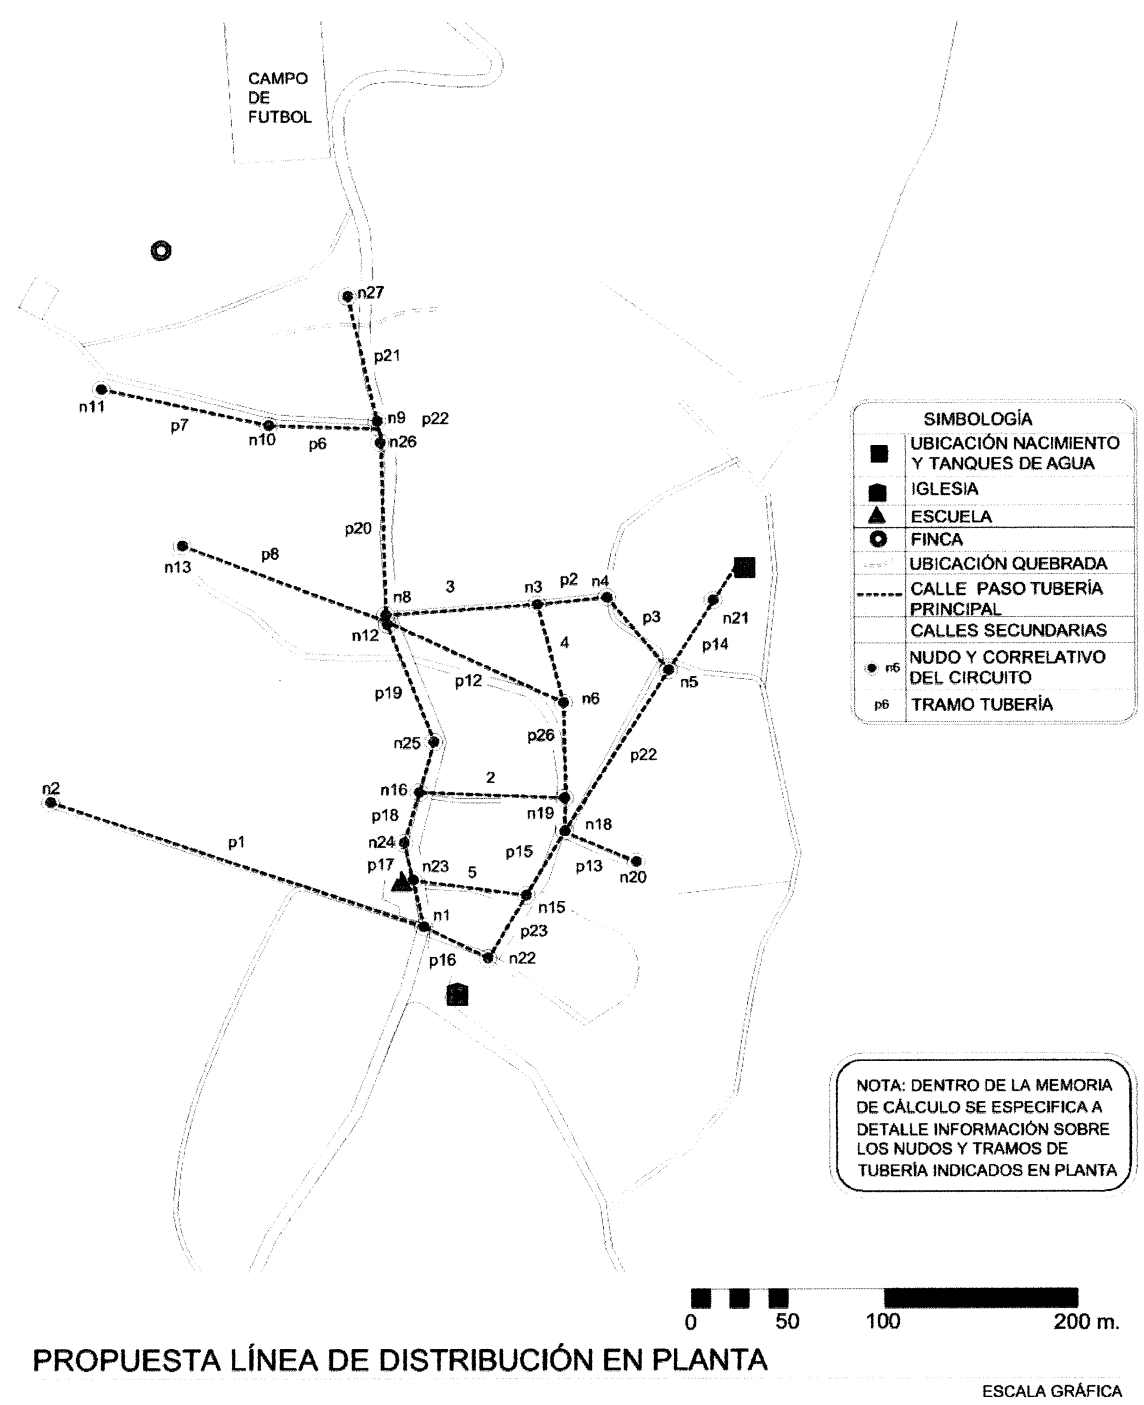 CAMPO
DE
FUTBOL
n27
p21
n11
n9
p22
p7
n10
p6
n26
SIMBOLOGÍA
UBICACIÓN NACIMIENTO
Y TANQUES DE AGUA
IGLESIA
ESCUELA
FINCA
UBICACIÓN QUEBRADA
CALLE PASO TUBERÍA
PRINCIPAL
CALLES SECUNDARIAS
n6 NUDO Y CORRELATIVO
DEL CIRCUITO
p6 TRAMO TUBERÍA
p20
n13
p8
n8
3
n3
p2
n4
n12
p3
n21
4
p14
p19
p12
n5
n6
n25
p26
p22
n2
n16
2
n19
n18
p18
p1
n24
p15
p13
n20
p17
n23
5
n15
n1
p23
p16
n22
NOTA: DENTRO DE LA MEMORIA
DE CÁLCULO SE ESPECIFICA A
DETALLE INFORMACIÓN SOBRE
LOS NUDOS Y TRAMOS DE
TUBERÍA INDICADOS EN PLANTA
0 50 100 200 m.
PROPUESTA LÍNEA DE DISTRIBUCIÓN EN PLANTA
ESCALA GRÁFICA